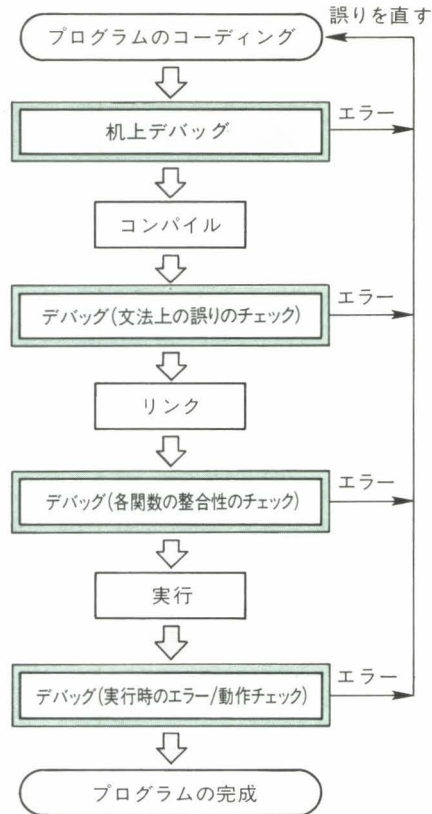 誤りを直す
プログラムのコーディング
机上デバッグ
エラー
コンパイル
デバッグ(文法上の誤りのチェック)
エラー
リンク
デバッグ(各関数の整合性のチェック)
エラー
実行
デバッグ(実行時のエラー/動作チェック)
エラー
プログラムの完成